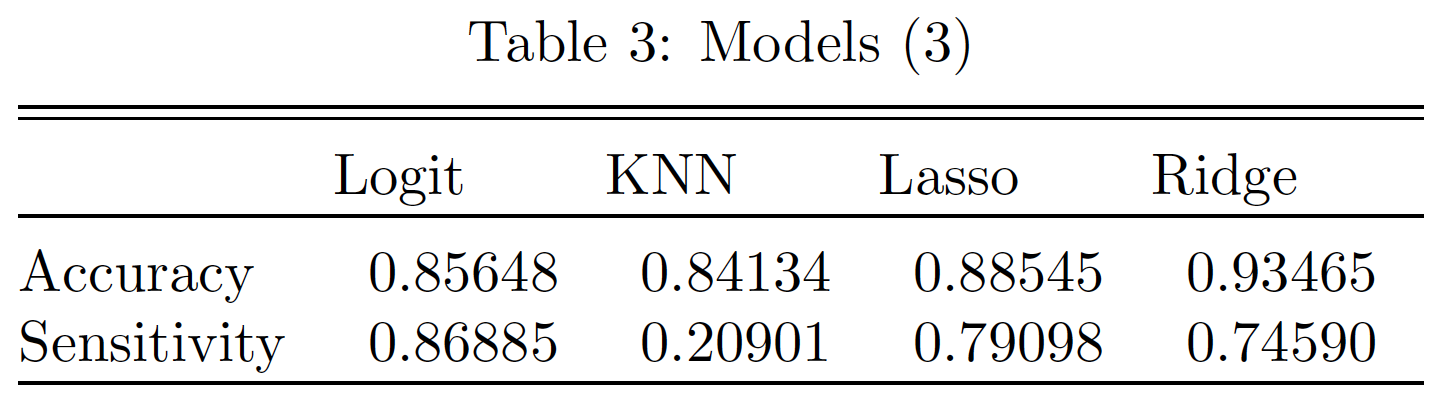 Table 3: Models (3)
Logit KNN Lasso Ridge
Accuracy 0.85648 0.84134 0.88545 0.93465
Sensitivity 0.86885 0.20901 0.79098 0.74590